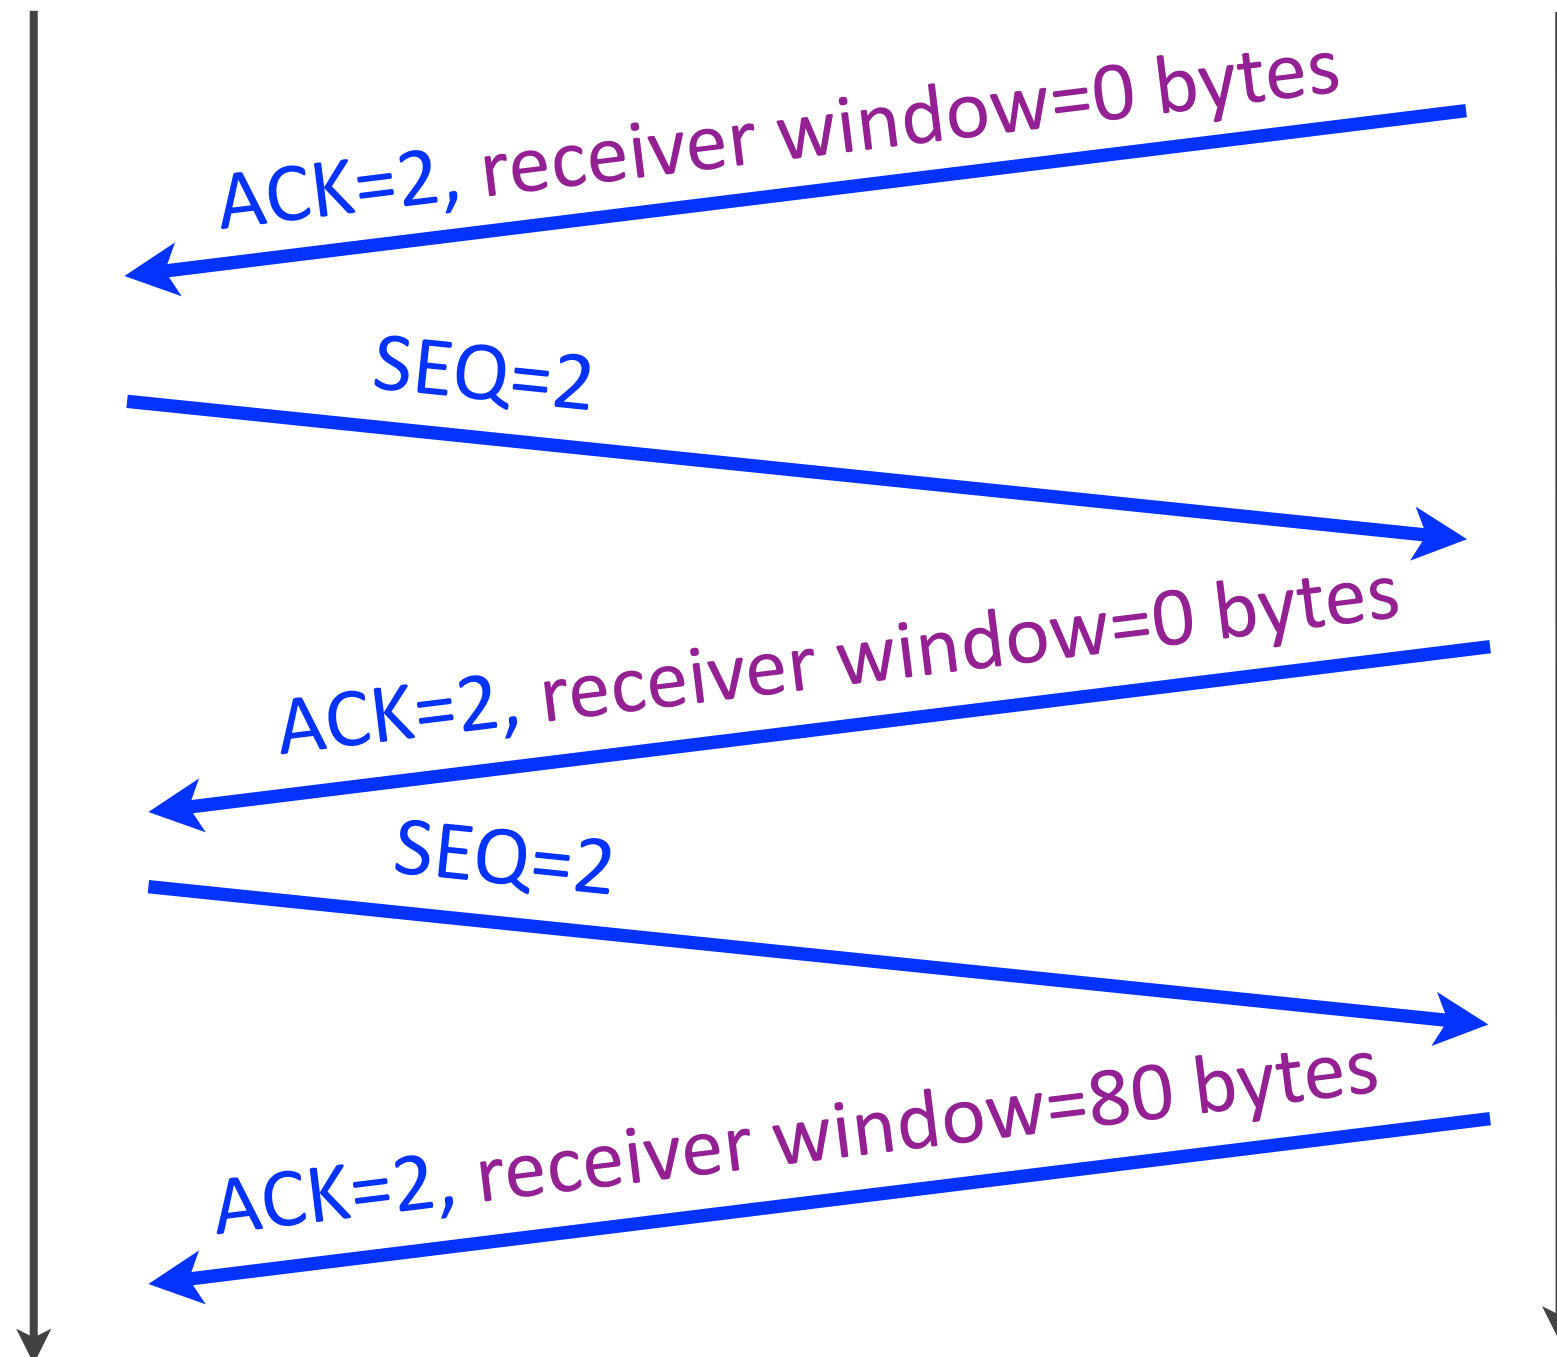 ACK=2, receiver window=0 bytes
SEQ=2
ACK=2, receiver window=0 bytes
SEQ=2
ACK=2, receiver window=80 bytes